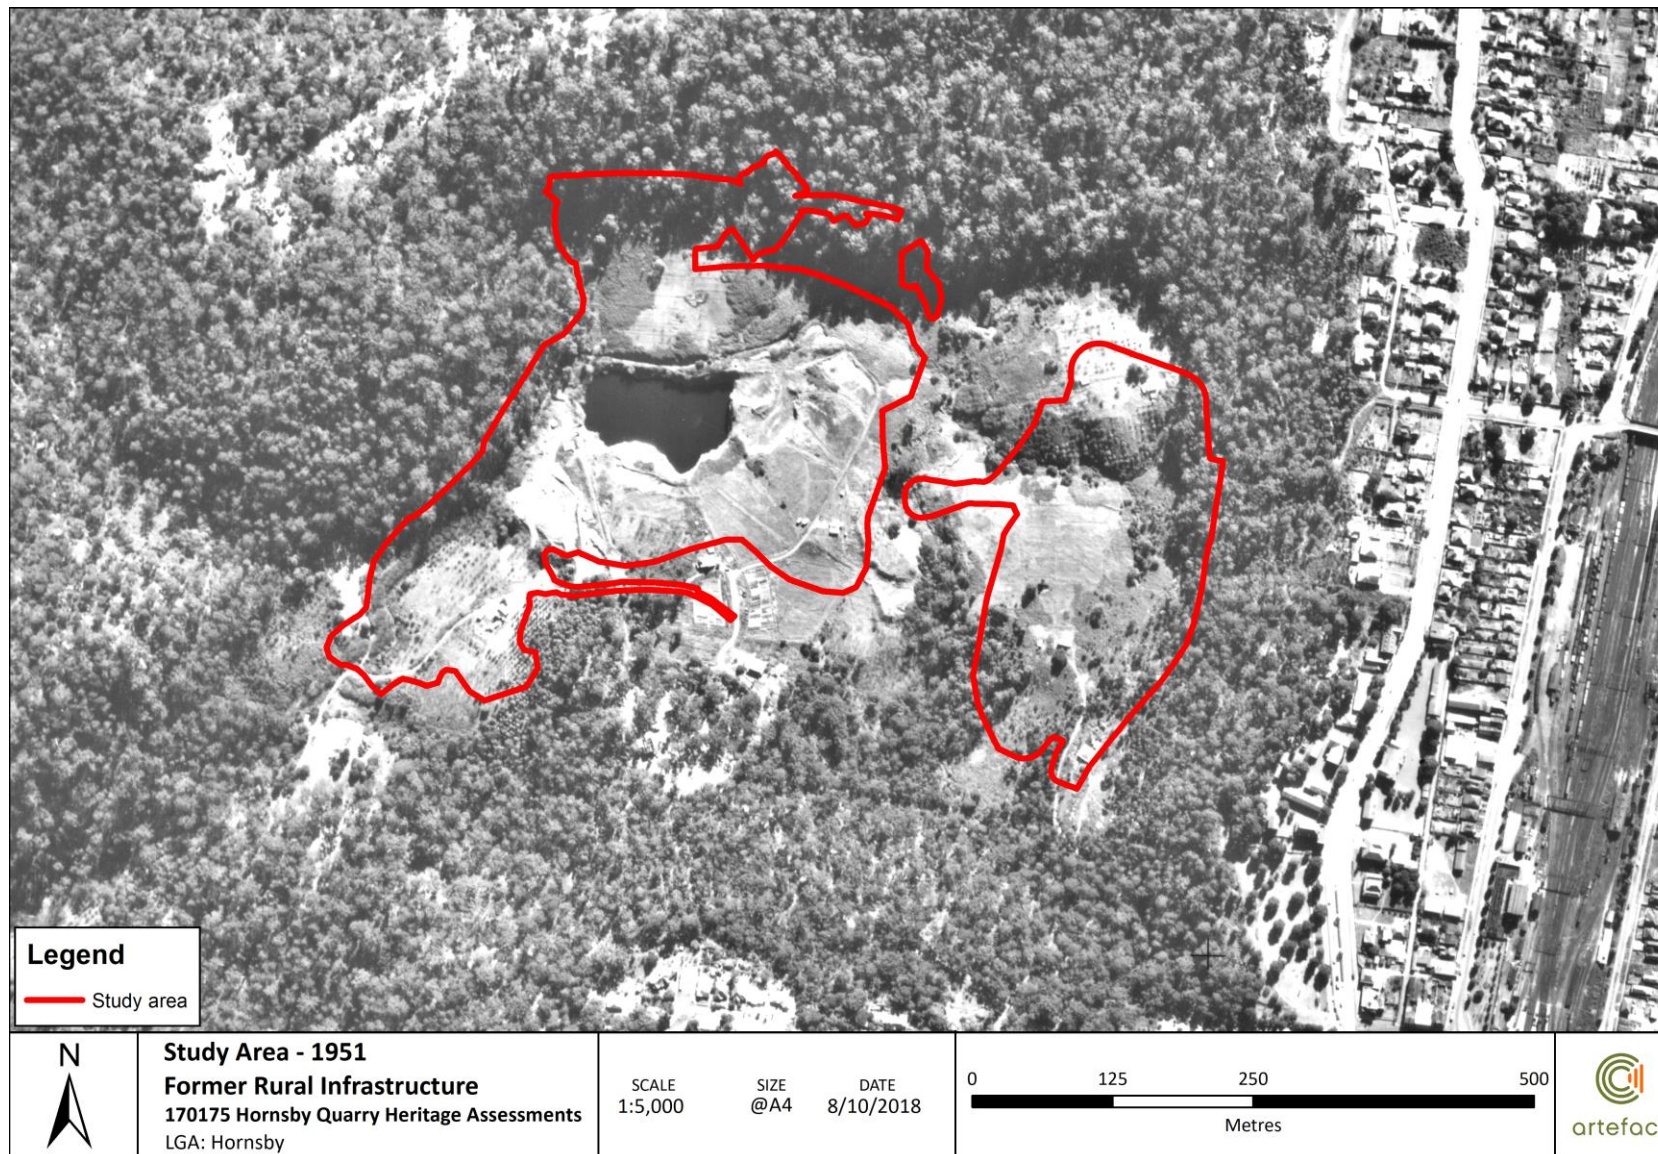 Legend
Study area
N
Study Area - 1951
Former Rural Infrastructure
170175 Hornsby Quarry Heritage Assessments
LGA: Hornsby
SCALE
1:5,000
SIZE
@A4
DATE
8/10/2018
0 125 250 500
Metres
artefac